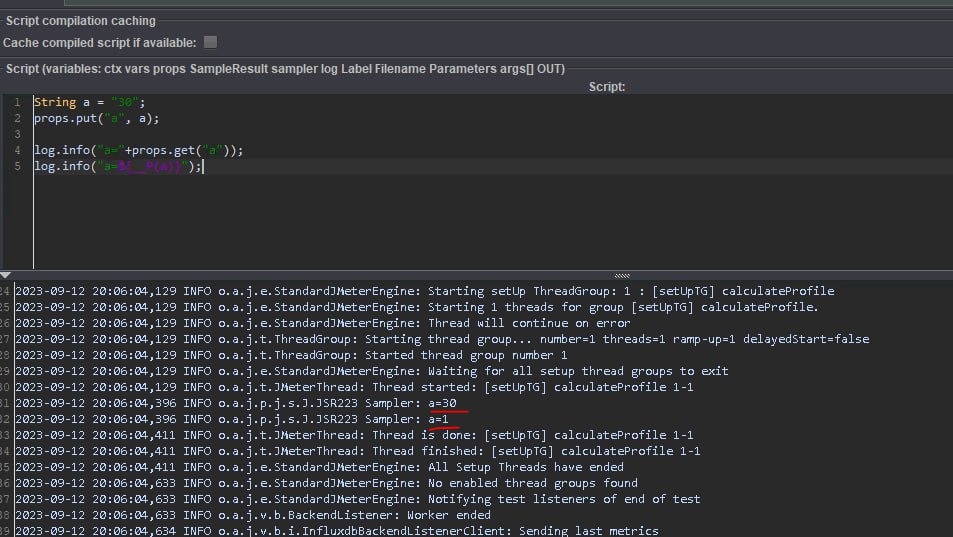 Script compilation caching
Cache compiled script if available:
Script (variables: ctx vars props SampleResult sampler log Label Filename Parameters args[] OUT)
Script:
1 String a = "30";
2 props.put("a", a);
3
4 log.info("a="+props.get("a"));
5 log.info("a=${__P(a)}");
24 2023-09-12 20:06:04,129 INFO o.a.j.e.StandardJMeterEngine: Starting setUp ThreadGroup: 1 : [setUpTG] calculateProfile
25 2023-09-12 20:06:04,129 INFO o.a.j.e.StandardJMeterEngine: Starting 1 threads for group [setUpTG] calculateProfile.
26 2023-09-12 20:06:04,129 INFO o.a.j.e.StandardJMeterEngine: Thread will continue on error
27 2023-09-12 20:06:04,129 INFO o.a.j.t.ThreadGroup: Starting thread group... number=1 threads=1 ramp-up=1 delayedStart=false
28 2023-09-12 20:06:04,129 INFO o.a.j.t.ThreadGroup: Started thread group number 1
29 2023-09-12 20:06:04,129 INFO o.a.j.e.StandardJMeterEngine: Waiting for all setup thread groups to exit
30 2023-09-12 20:06:04,129 INFO o.a.j.t.JMeterThread: Thread started: [setUpTG] calculateProfile 1-1
31 2023-09-12 20:06:04,396 INFO o.a.j.p.j.s.J.JSR223 Sampler: a=30
32 2023-09-12 20:06:04,396 INFO o.a.j.p.j.s.J.JSR223 Sampler: a=1
33 2023-09-12 20:06:04,411 INFO o.a.j.t.JMeterThread: Thread is done: [setUpTG] calculateProfile 1-1
34 2023-09-12 20:06:04,411 INFO o.a.j.t.JMeterThread: Thread finished: [setUpTG] calculateProfile 1-1
35 2023-09-12 20:06:04,411 INFO o.a.j.e.StandardJMeterEngine: All Setup Threads have ended
36 2023-09-12 20:06:04,633 INFO o.a.j.e.StandardJMeterEngine: No enabled thread groups found
37 2023-09-12 20:06:04,633 INFO o.a.j.e.StandardJMeterEngine: Notifying test listeners of end of test
38 2023-09-12 20:06:04,633 INFO o.a.j.v.b.BackendListener: Worker ended
39 2023-09-12 20:06:04,634 INFO o.a.j.v.b.i.InfluxdbBackendListenerClient: Sending last metrics